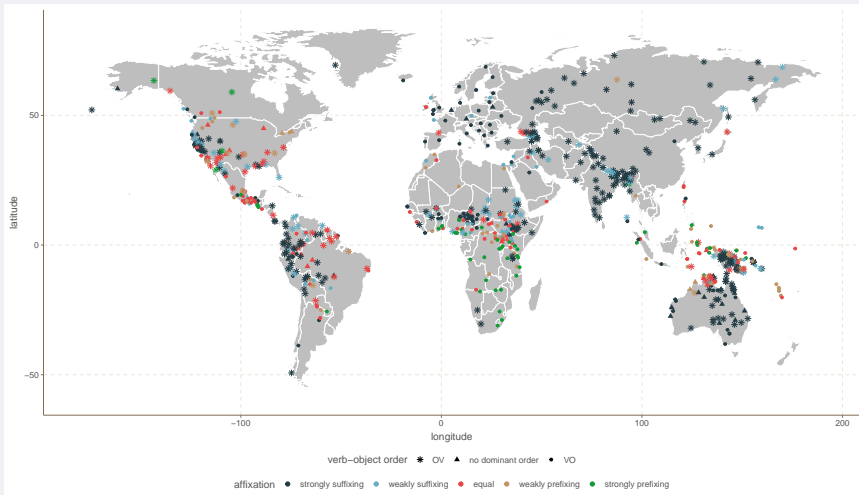 latitude
50
0
−50
−100
0
100
200
longitude
verb−object order
OV
no dominant order
VO
affixation
strongly suffixing
weakly suffixing
equal
weakly prefixing
strongly prefixing